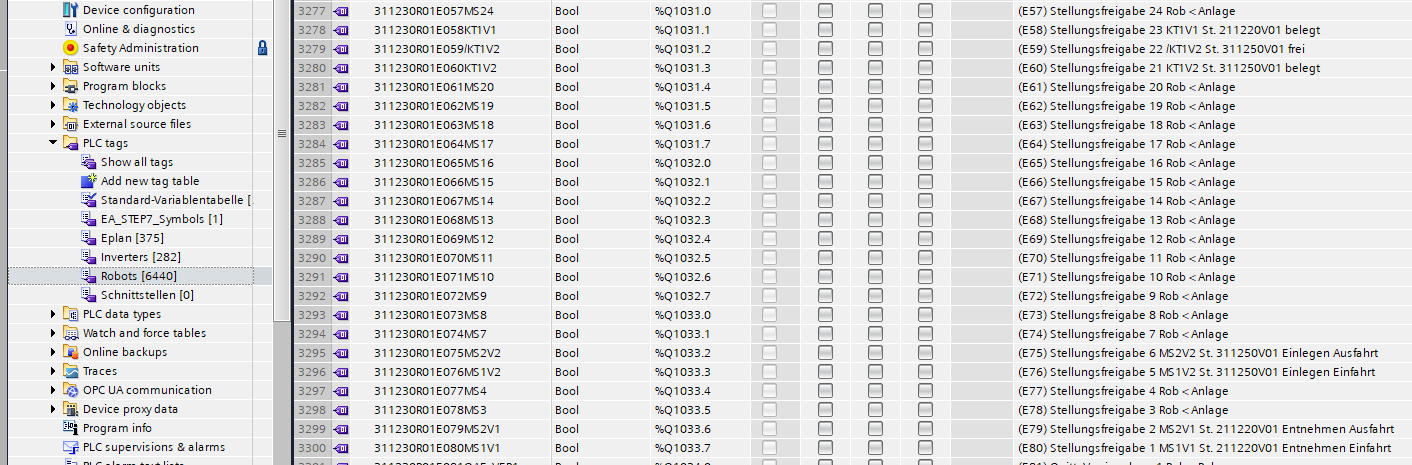 Device configuration
Online & diagnostics
Safety Administration
Software units
Program blocks
Technology objects
External source files
PLC tags
Show all tags
Add new tag table
Standard-Variablentabelle [
EA_STEP7_Symbols [1]
Eplan [375]
Inverters [282]
Robots [6440]
Schnittstellen [0]
PLC data types
Watch and force tables
Online backups
Traces
OPC UA communication
Device proxy data
Program info
PLC supervisions & alarms
PLC alarm text lists
3277 311230R01E057MS24 Bool %Q1031.0 (E57) Stellungsfreigabe 24 Rob < Anlage
3278 311230R01E058KT1V1 Bool %Q1031.1 (E58) Stellungsfreigabe 23 KT1V1 St. 211220V01 belegt
3279 311230R01E059/KT1V2 Bool %Q1031.2 (E59) Stellungsfreigabe 22 /KT1V2 St. 311250V01 frei
3280 311230R01E060KT1V2 Bool %Q1031.3 (E60) Stellungsfreigabe 21 KT1V2 St. 311250V01 belegt
3281 311230R01E061MS20 Bool %Q1031.4 (E61) Stellungsfreigabe 20 Rob < Anlage
3282 311230R01E062MS19 Bool %Q1031.5 (E62) Stellungsfreigabe 19 Rob < Anlage
3283 311230R01E063MS18 Bool %Q1031.6 (E63) Stellungsfreigabe 18 Rob < Anlage
3284 311230R01E064MS17 Bool %Q1031.7 (E64) Stellungsfreigabe 17 Rob < Anlage
3285 311230R01E065MS16 Bool %Q1032.0 (E65) Stellungsfreigabe 16 Rob < Anlage
3286 311230R01E066MS15 Bool %Q1032.1 (E66) Stellungsfreigabe 15 Rob < Anlage
3287 311230R01E067MS14 Bool %Q1032.2 (E67) Stellungsfreigabe 14 Rob < Anlage
3288 311230R01E068MS13 Bool %Q1032.3 (E68) Stellungsfreigabe 13 Rob < Anlage
3289 311230R01E069MS12 Bool %Q1032.4 (E69) Stellungsfreigabe 12 Rob < Anlage
3290 311230R01E070MS11 Bool %Q1032.5 (E70) Stellungsfreigabe 11 Rob < Anlage
3291 311230R01E071MS10 Bool %Q1032.6 (E71) Stellungsfreigabe 10 Rob < Anlage
3292 311230R01E072MS9 Bool %Q1032.7 (E72) Stellungsfreigabe 9 Rob < Anlage
3293 311230R01E073MS8 Bool %Q1033.0 (E73) Stellungsfreigabe 8 Rob < Anlage
3294 311230R01E074MS7 Bool %Q1033.1 (E74) Stellungsfreigabe 7 Rob < Anlage
3295 311230R01E075MS2V2 Bool %Q1033.2 (E75) Stellungsfreigabe 6 MS2V2 St. 311250V01 Einlegen Ausfahrt
3296 311230R01E076MS1V2 Bool %Q1033.3 (E76) Stellungsfreigabe 5 MS1V2 St. 311250V01 Einlegen Einfahrt
3297 311230R01E077MS4 Bool %Q1033.4 (E77) Stellungsfreigabe 4 Rob < Anlage
3298 311230R01E078MS3 Bool %Q1033.5 (E78) Stellungsfreigabe 3 Rob < Anlage
3299 311230R01E079MS2V1 Bool %Q1033.6 (E79) Stellungsfreigabe 2 MS2V1 St. 211220V01 Entnehmen Ausfahrt
3300 311230R01E080MS1V1 Bool %Q1033.7 (E80) Stellungsfreigabe 1 MS1V1 St. 211220V01 Entnehmen Einfahrt